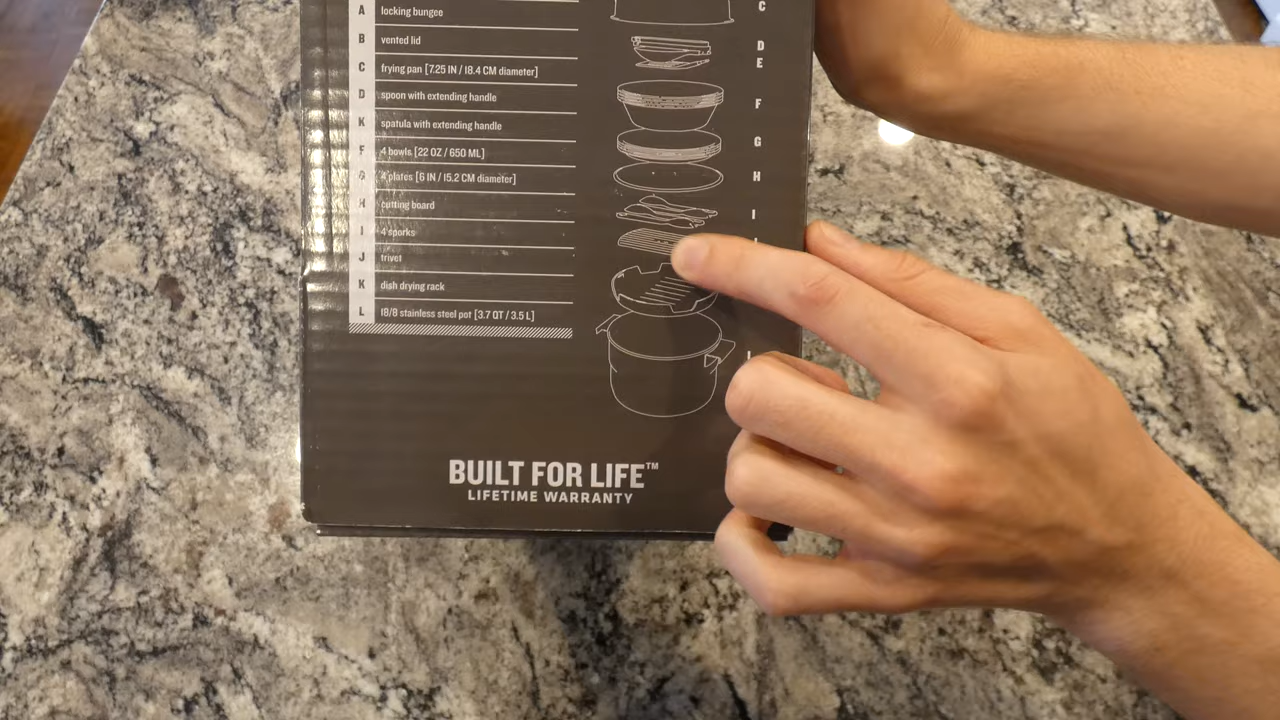 A locking bungee
B vented lid
C frying pan [7.25 IN / 18.4 CM diameter]
D spoon with extending handle
K spatula with extending handle
F 4 bowls [22 OZ / 650 ML]
G 4 plates [6 IN / 15.2 CM diameter]
H cutting board
I 4 sporks
J trivet
K dish drying rack
L 18/8 stainless steel pot [3.7 QT / 3.5 L]
C
D
E
F
G
H
I
L
BUILT FOR LIFE™
LIFETIME WARRANTY